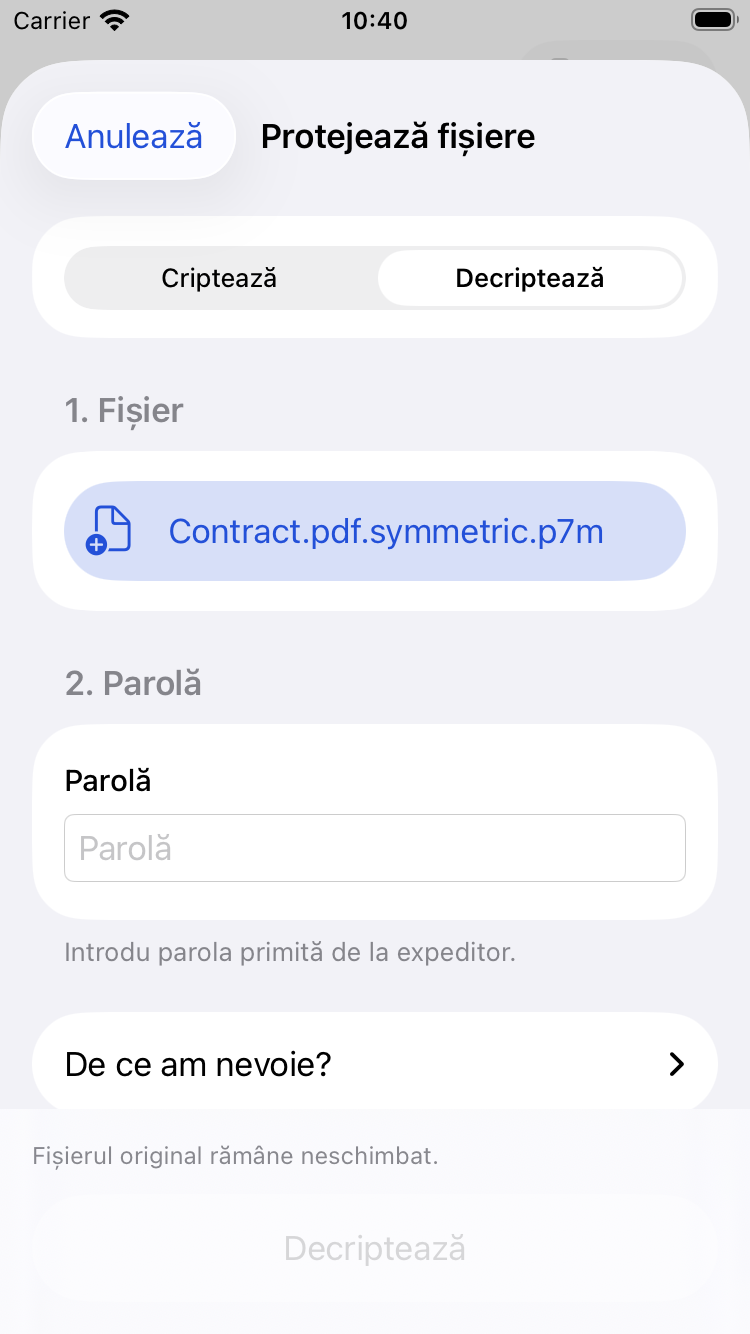 Carrier 10:40
Anulează Protejează fișiere
Criptează Decriptează
1. Fișier
Contract.pdf.symmetric.p7m
2. Parolă
Parolă
Parolă
Introdu parola primită de la expeditor.
De ce am nevoie?
Fișierul original rămâne neschimbat.
Decriptează